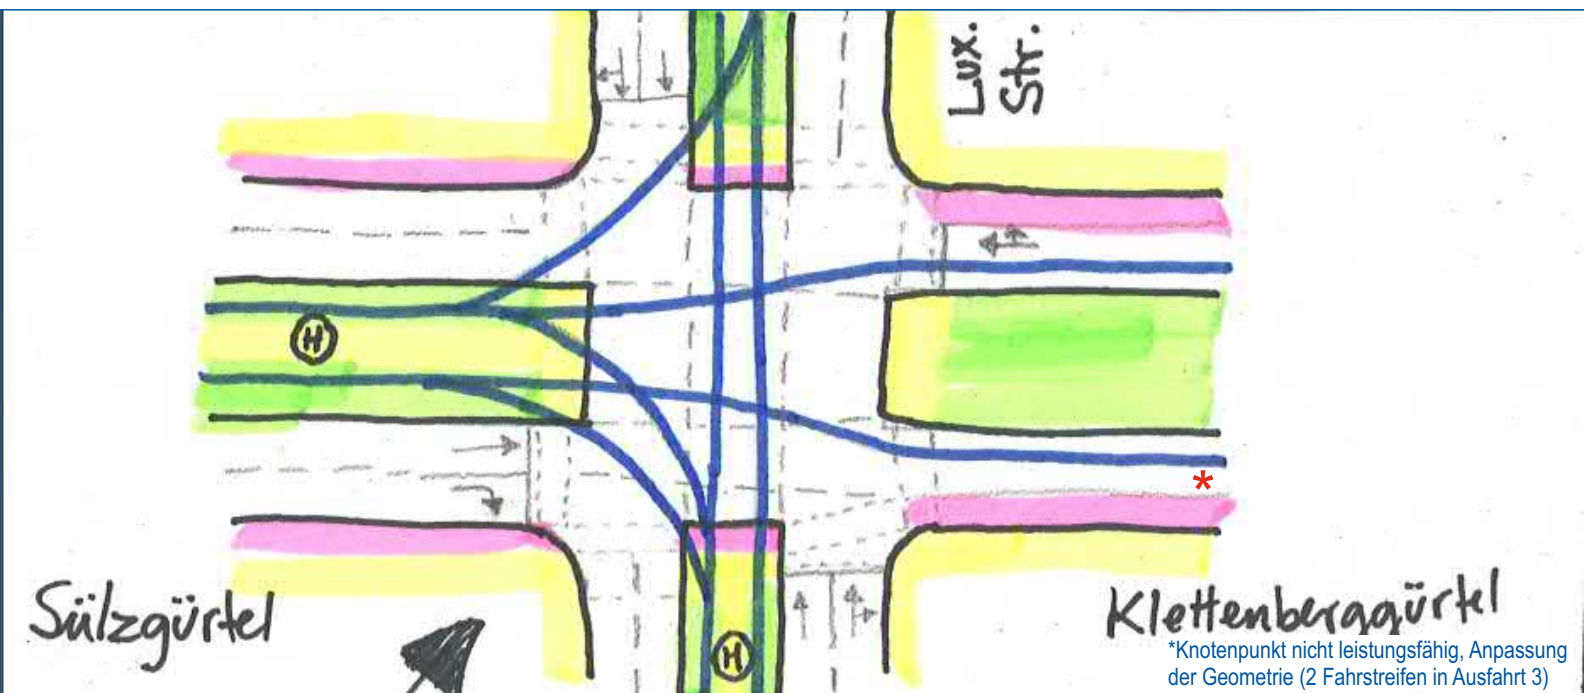 Lux.
Str.
H
*
Sülzgürtel
H
Klettenberggürtel
*Knotenpunkt nicht leistungsfähig, Anpassung
der Geometrie (2 Fahrstreifen in Ausfahrt 3)